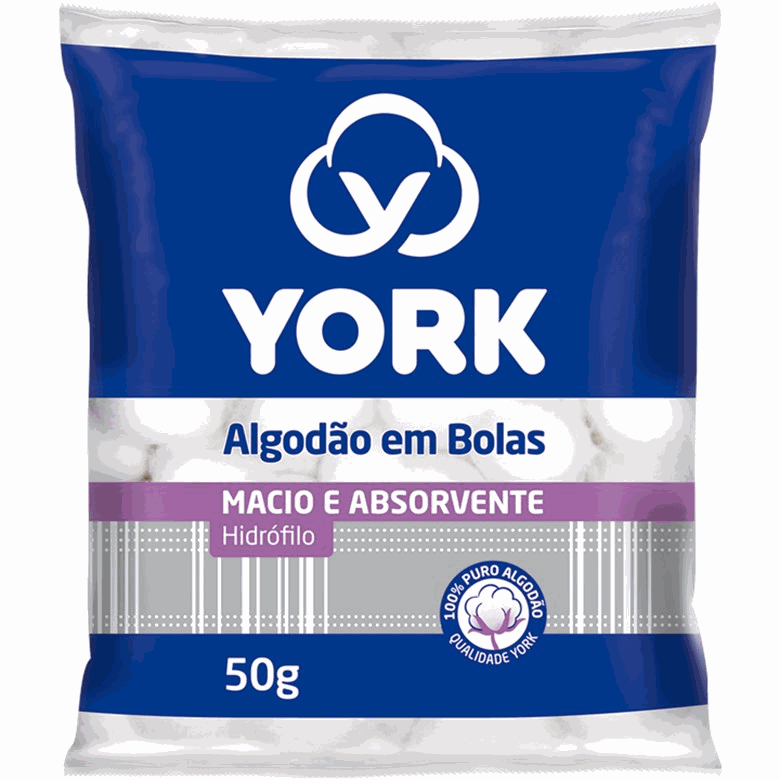 YORK
Algodão em Bolas
MACIO E ABSORVENTE
Hidrófilo
100% PURO ALGODÃO
QUALIDADE YORK
50g